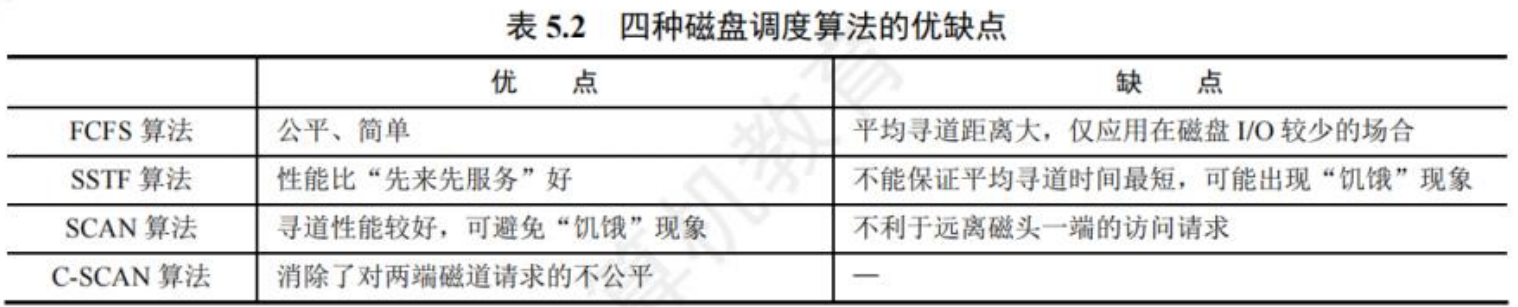 表 5.2 四种磁盘调度算法的优缺点
优 点 缺 点
FCFS 算法 公平、简单 平均寻道距离大，仅应用在磁盘 I/O 较少的场合
SSTF 算法 性能比“先来先服务”好 不能保证平均寻道时间最短，可能出现“饥饿”现象
SCAN 算法 寻道性能较好，可避免“饥饿”现象 不利于远离磁头一端的访问请求
C-SCAN 算法 消除了对两端磁道请求的不公平 —
算机教育